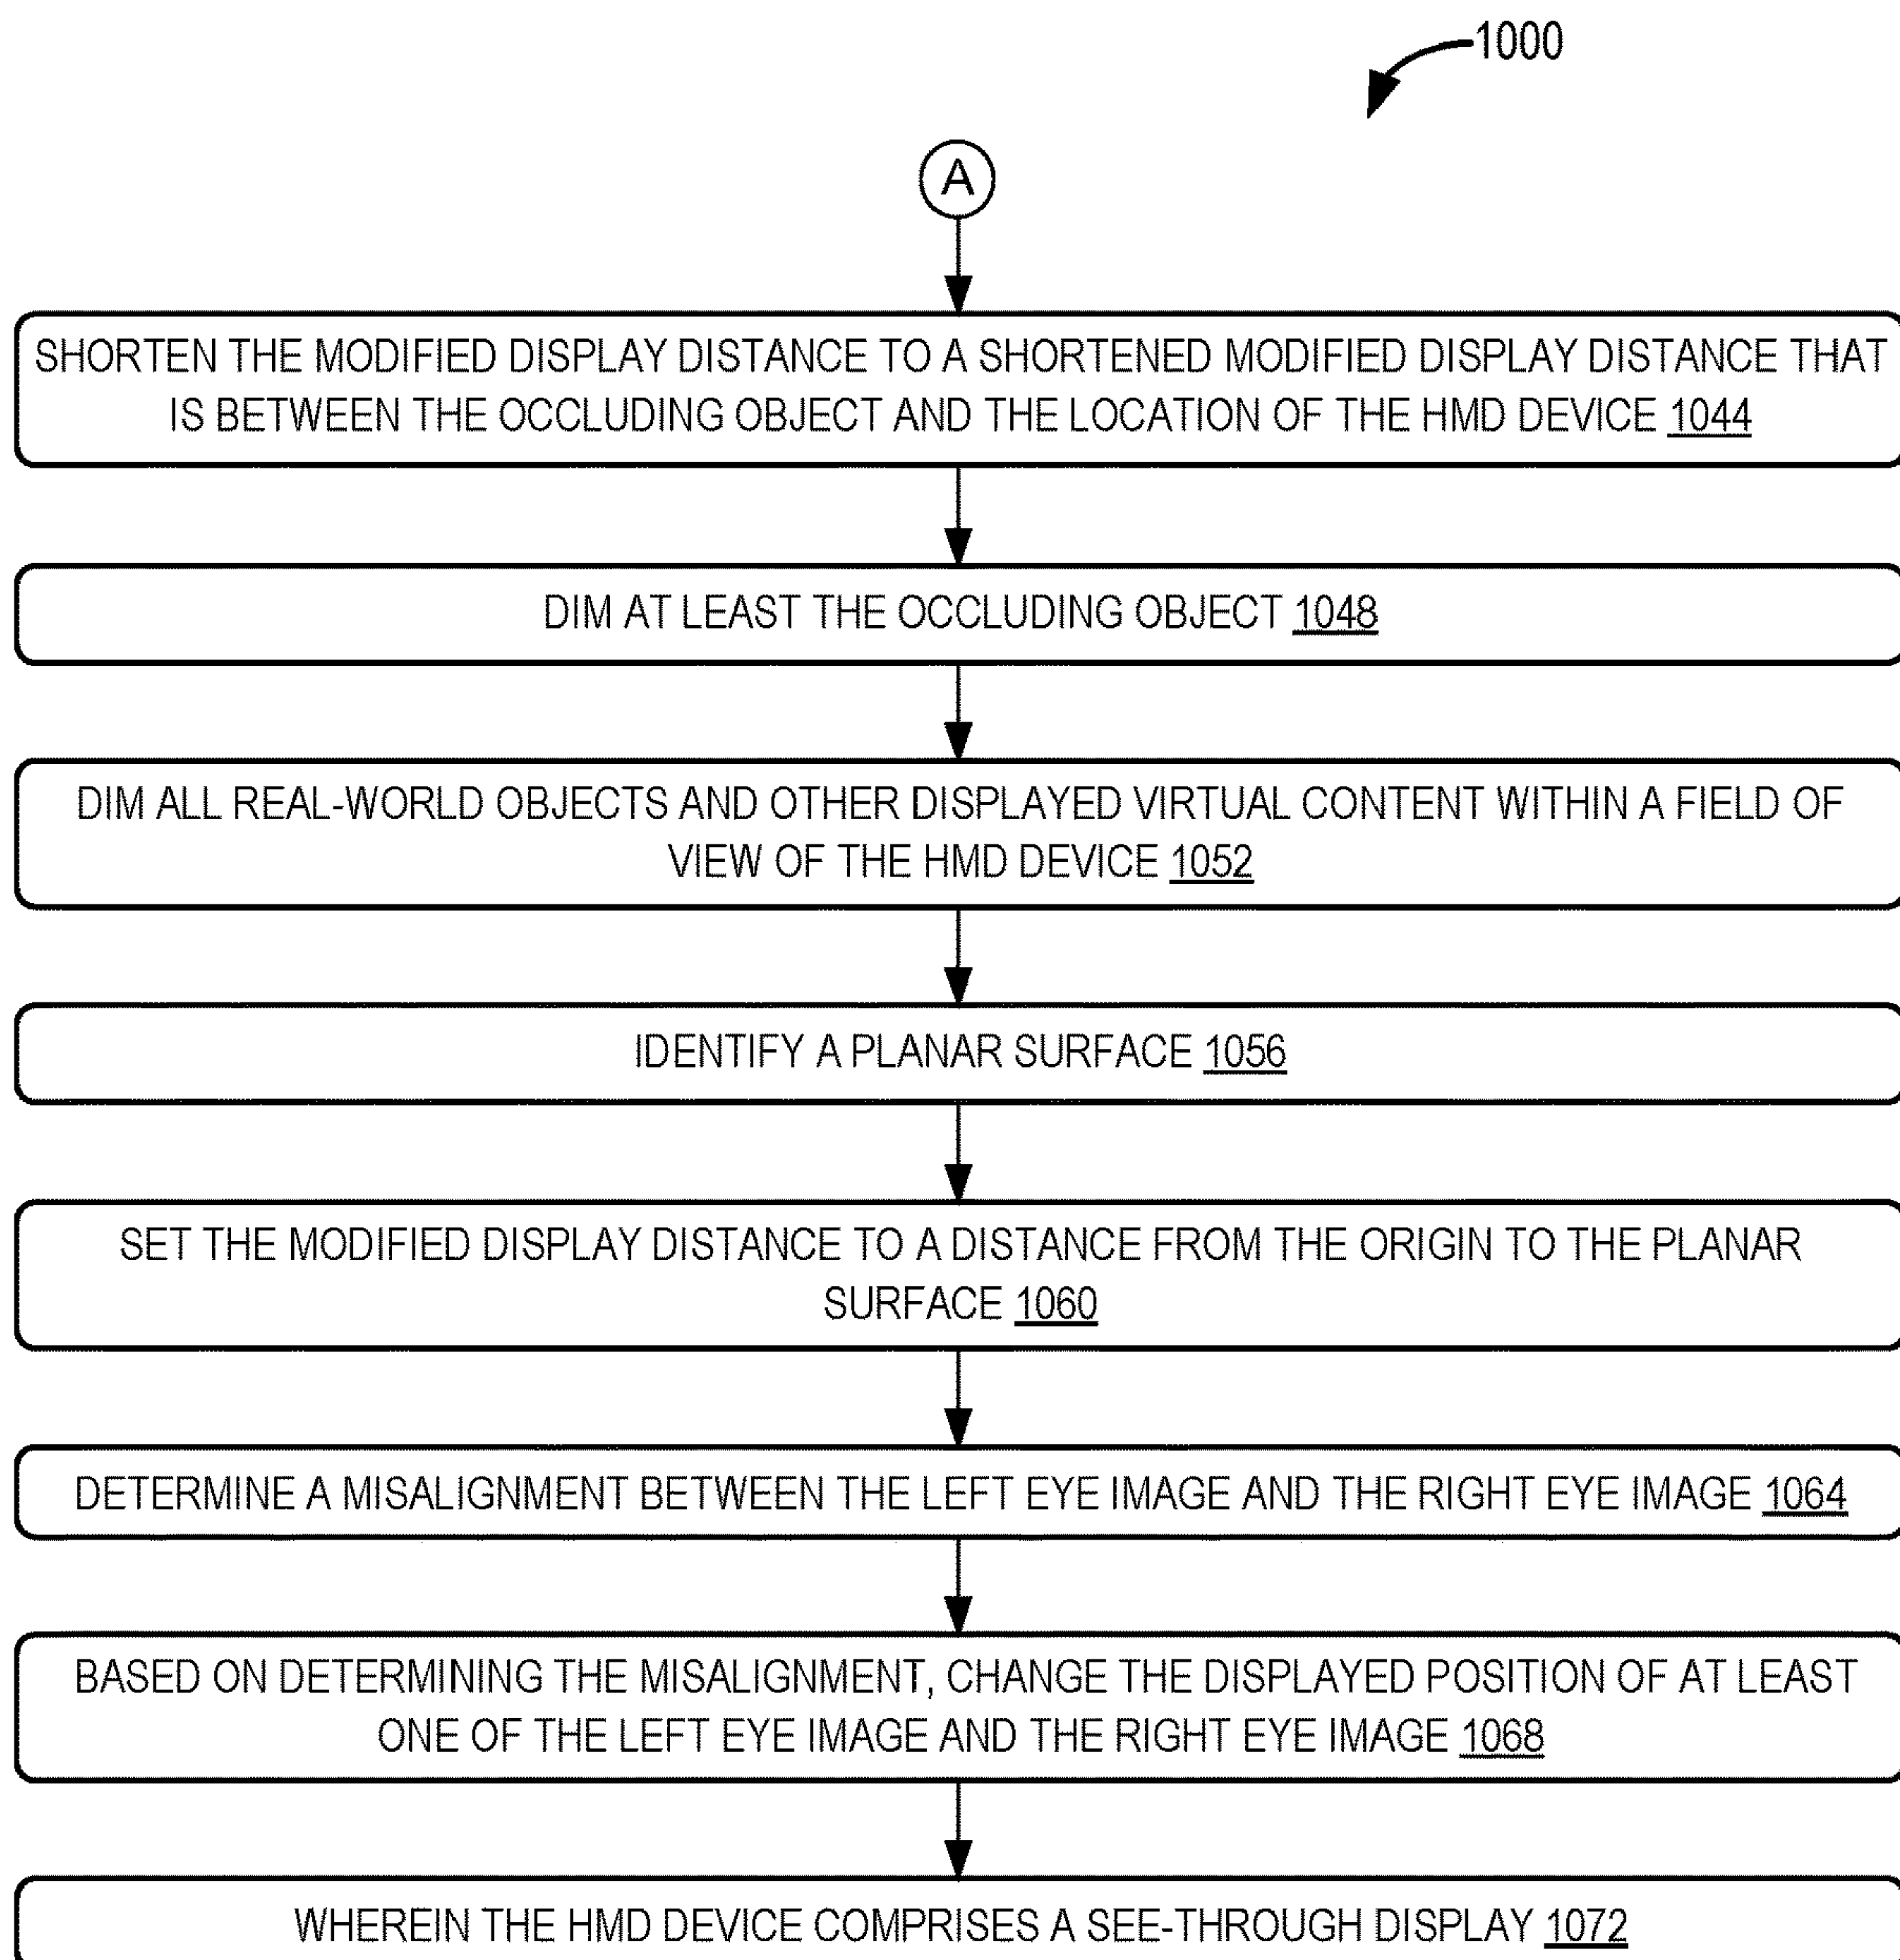 1000
A
SHORTEN THE MODIFIED DISPLAY DISTANCE TO A SHORTENED MODIFIED DISPLAY DISTANCE THAT
IS BETWEEN THE OCCLUDING OBJECT AND THE LOCATION OF THE HMD DEVICE 1044
DIM AT LEAST THE OCCLUDING OBJECT 1048
DIM ALL REAL-WORLD OBJECTS AND OTHER DISPLAYED VIRTUAL CONTENT WITHIN A FIELD OF
VIEW OF THE HMD DEVICE 1052
IDENTIFY A PLANAR SURFACE 1056
SET THE MODIFIED DISPLAY DISTANCE TO A DISTANCE FROM THE ORIGIN TO THE PLANAR
SURFACE 1060
DETERMINE A MISALIGNMENT BETWEEN THE LEFT EYE IMAGE AND THE RIGHT EYE IMAGE 1064
BASED ON DETERMINING THE MISALIGNMENT, CHANGE THE DISPLAYED POSITION OF AT LEAST
ONE OF THE LEFT EYE IMAGE AND THE RIGHT EYE IMAGE 1068
WHEREIN THE HMD DEVICE COMPRISES A SEE-THROUGH DISPLAY 1072